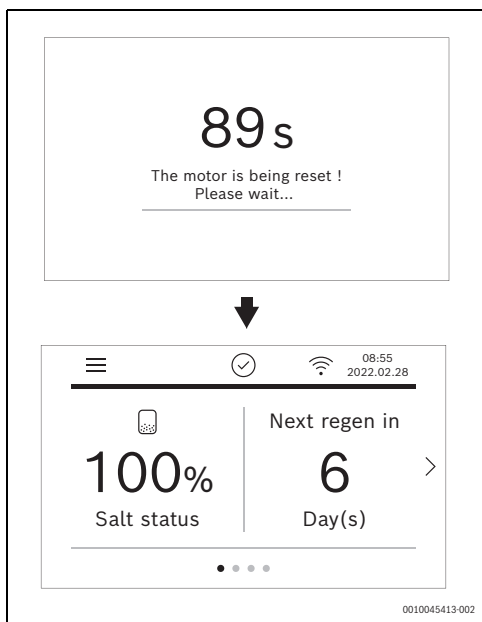 89s
The motor is being reset !
Please wait...
08:55
2022.02.28
Next regen in
100% 6
Salt status Day(s)
0010045413-002